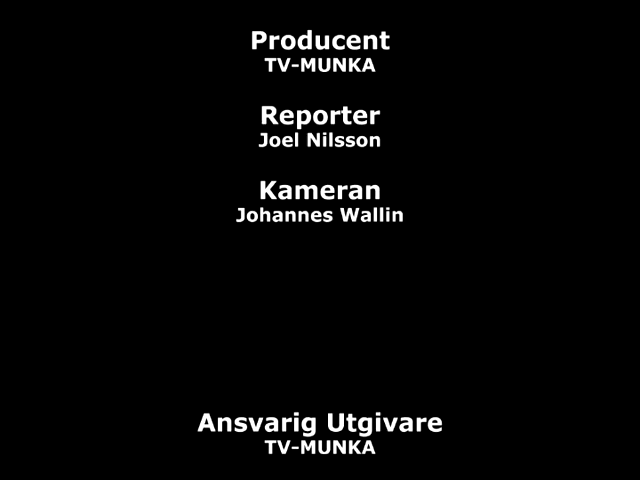 Producent
TV-MUNKA
Reporter
Joel Nilsson
Kameran
Johannes Wallin
Ansvarig Utgivare
TV-MUNKA